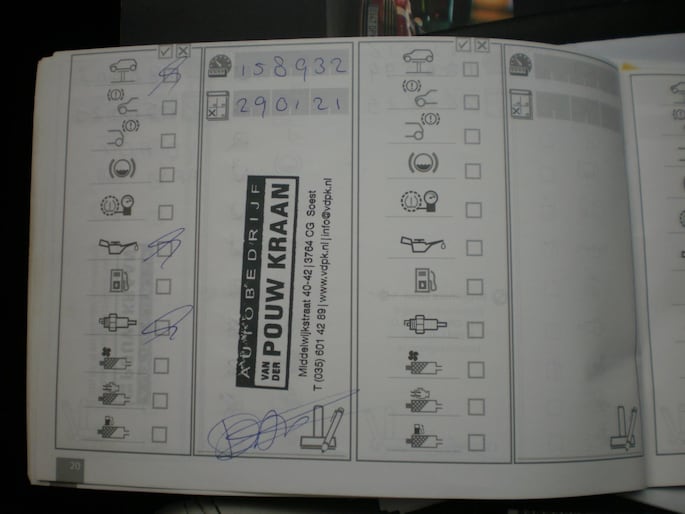 158932
290121
AUTOBEDRIJF
VAN DER POUW KRAAN
Middelwijkstraat 40-42 | 3764 CG Soest
T (035) 601 42 89 | www.vdpk.nl | info@vdpk.nl
20